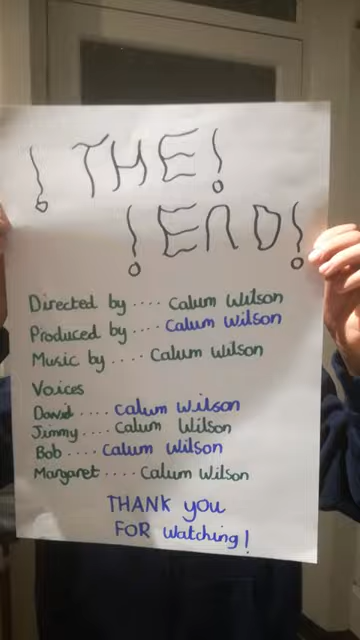 ! THE!
! END!
Directed by .... Calum Wilson
Produced by .... Calum Wilson
Music by .... Calum Wilson
Voices
David .... Calum Wilson
Jimmy .... Calum Wilson
Bob .... Calum Wilson
Margaret .... Calum Wilson
THANK you
FOR watching!